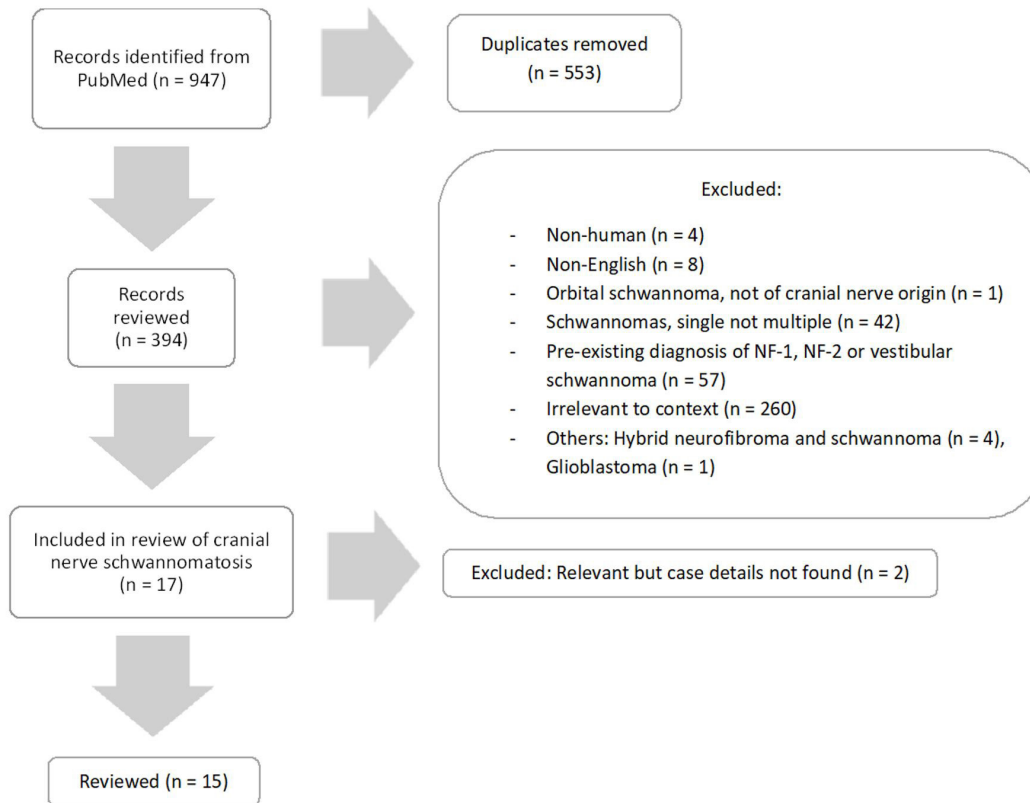 Records identified from
PubMed (n = 947)
Duplicates removed
(n = 553)
Excluded:
- Non-human (n = 4)
- Non-English (n = 8)
- Orbital schwannoma, not of cranial nerve origin (n = 1)
- Schwannomas, single not multiple (n = 42)
- Pre-existing diagnosis of NF-1, NF-2 or vestibular
schwannoma (n = 57)
- Irrelevant to context (n = 260)
- Others: Hybrid neurofibroma and schwannoma (n = 4),
Glioblastoma (n = 1)
Records
reviewed
(n = 394)
Included in review of cranial
nerve schwannomatosis
(n = 17)
Excluded: Relevant but case details not found (n = 2)
Reviewed (n = 15)